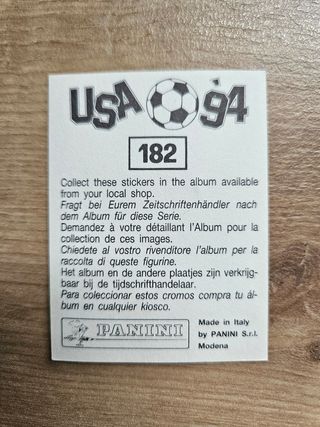 USA 94
182
Collect these stickers in the album available
from your local shop.
Fragt bei Eurem Zeitschriftenhändler nach
dem Album für diese Serie.
Demandez à votre détaillant l'Album pour la
collection de ces images.
Chiedete al vostro rivenditore l'album per la
raccolta di queste figurine.
Het album en de andere plaatjes zijn verkrijg-
baar bij de tijdschrifthandelaar.
Para coleccionar estos cromos compra tu ál-
bum en cualquier kiosco.
PANINI
Made in Italy
by PANINI S.r.l.
Modena